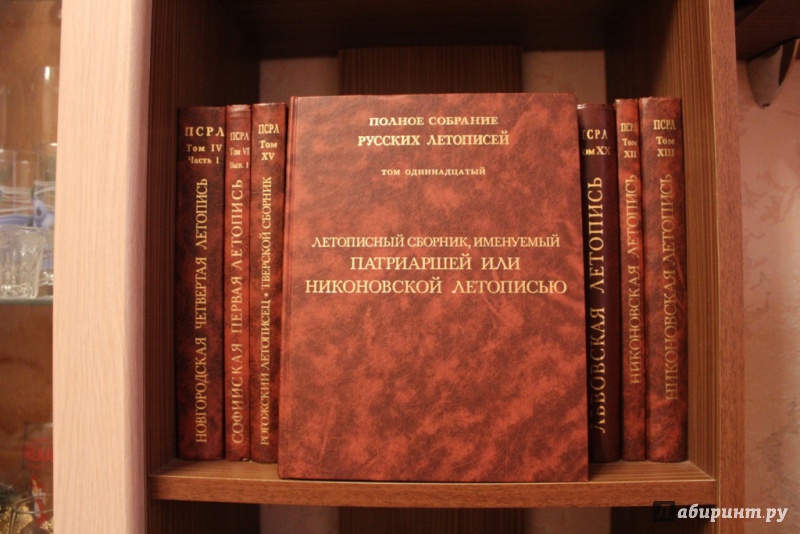 ПСРЛ
Том IV
Часть I
НОВГОРОДСКАЯ ЧЕТВЕРТАЯ ЛЕТОПИСЬ
ПСРЛ
Том VI
Вып. I
СОФИЙСКАЯ ПЕРВАЯ ЛЕТОПИСЬ
ПСРЛ
Том XV
РОГОЖСКИЙ ЛЕТОПИСЕЦ • ТВЕРСКОЙ СБОРНИК
ПОЛНОЕ СОБРАНИЕ
РУССКИХ ЛЕТОПИСЕЙ
ТОМ ОДИННАДЦАТЫЙ
ЛЕТОПИСНЫЙ СБОРНИК, ИМЕНУЕМЫЙ
ПАТРИАРШЕЙ ИЛИ
НИКОНОВСКОЙ ЛЕТОПИСЬЮ
ПСРЛ
Том XX
ЛЬВОВСКАЯ ЛЕТОПИСЬ
ПСРЛ
Том XII
НИКОНОВСКАЯ ЛЕТОПИСЬ
ПСРЛ
Том XIII
НИКОНОВСКАЯ ЛЕТОПИСЬ
Лабиринт.ру